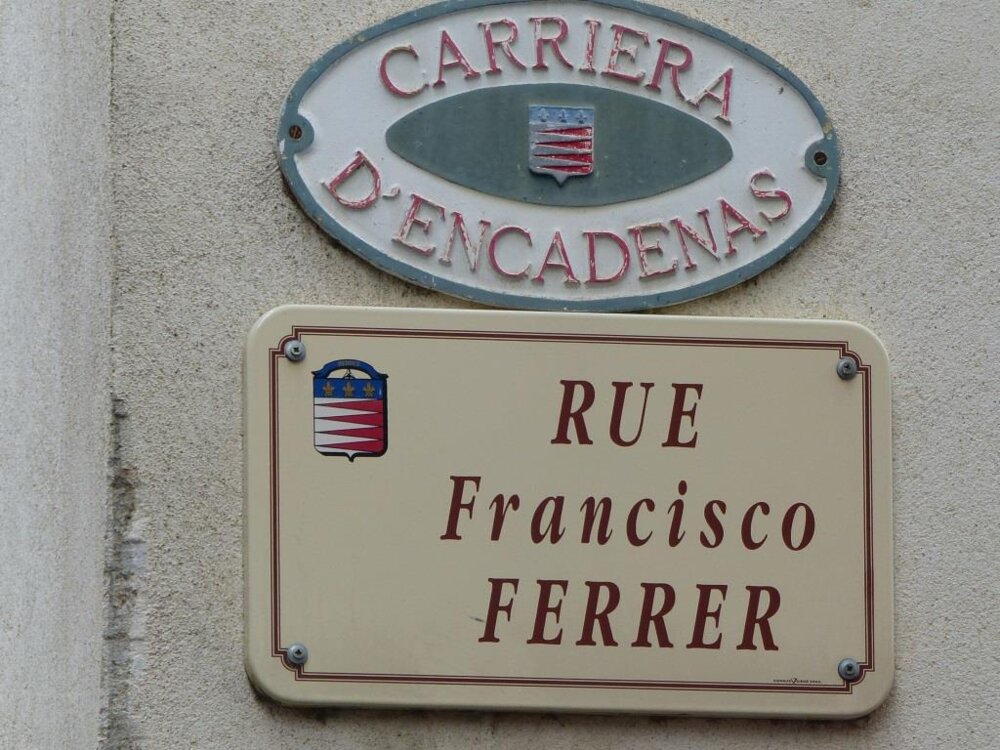 CARRIERA
D'ENCADENAS
RUE
Francisco
FERRER